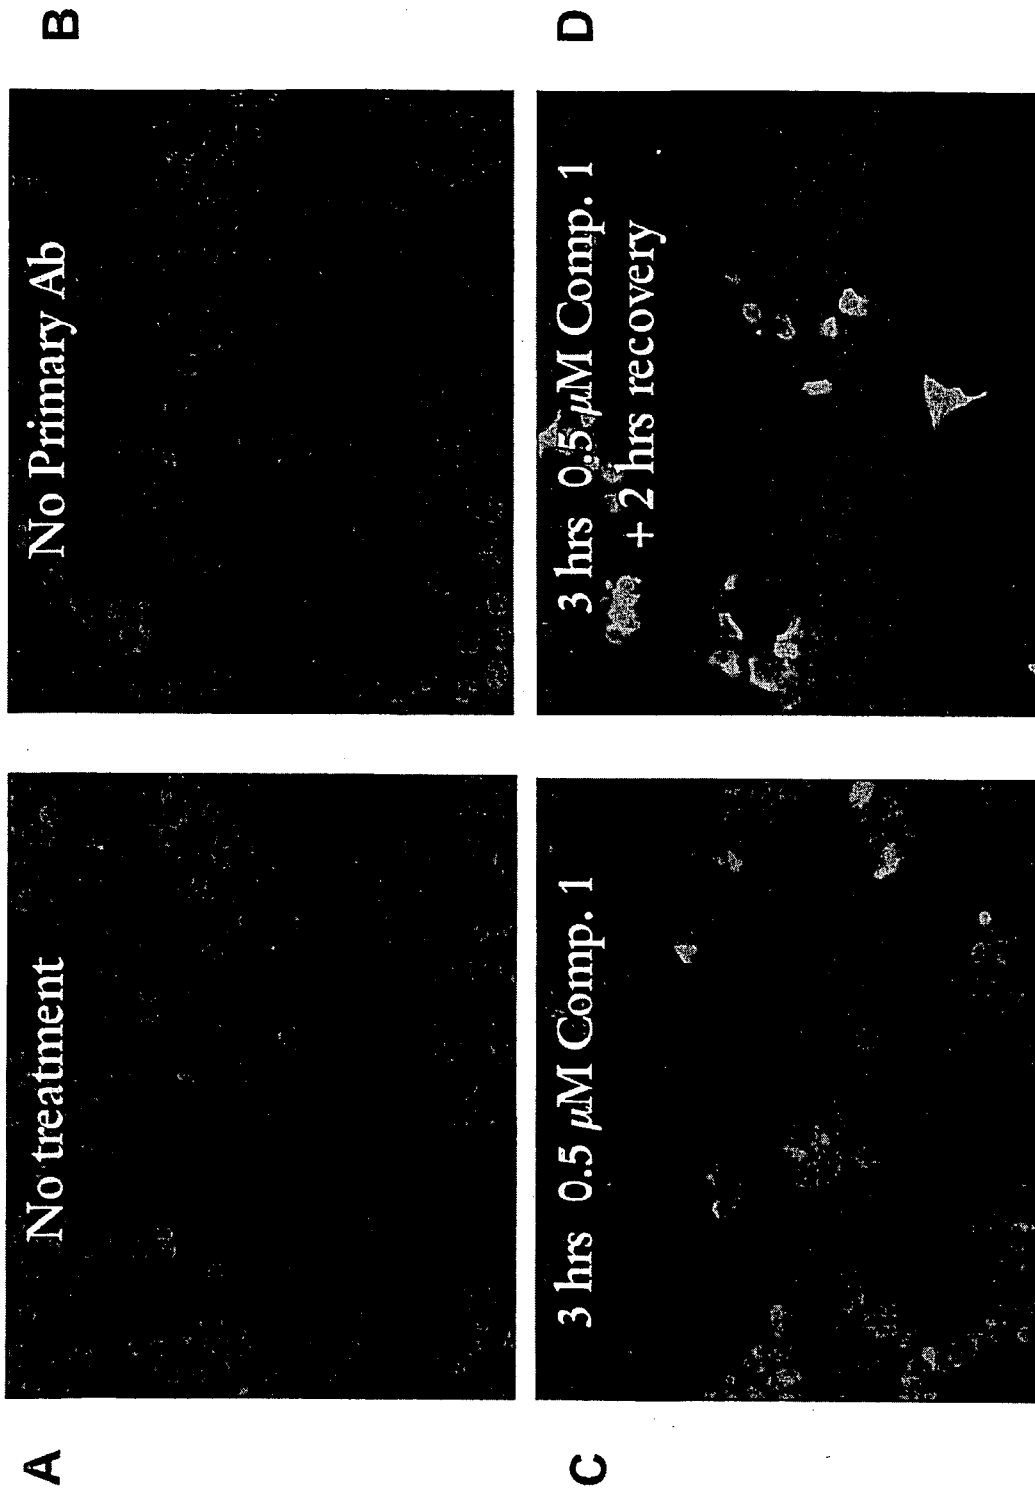 A
No treatment
B
No Primary Ab
C
3 hrs 0.5 μM Comp. 1
D
3 hrs 0.5 μM Comp. 1
+ 2 hrs recovery